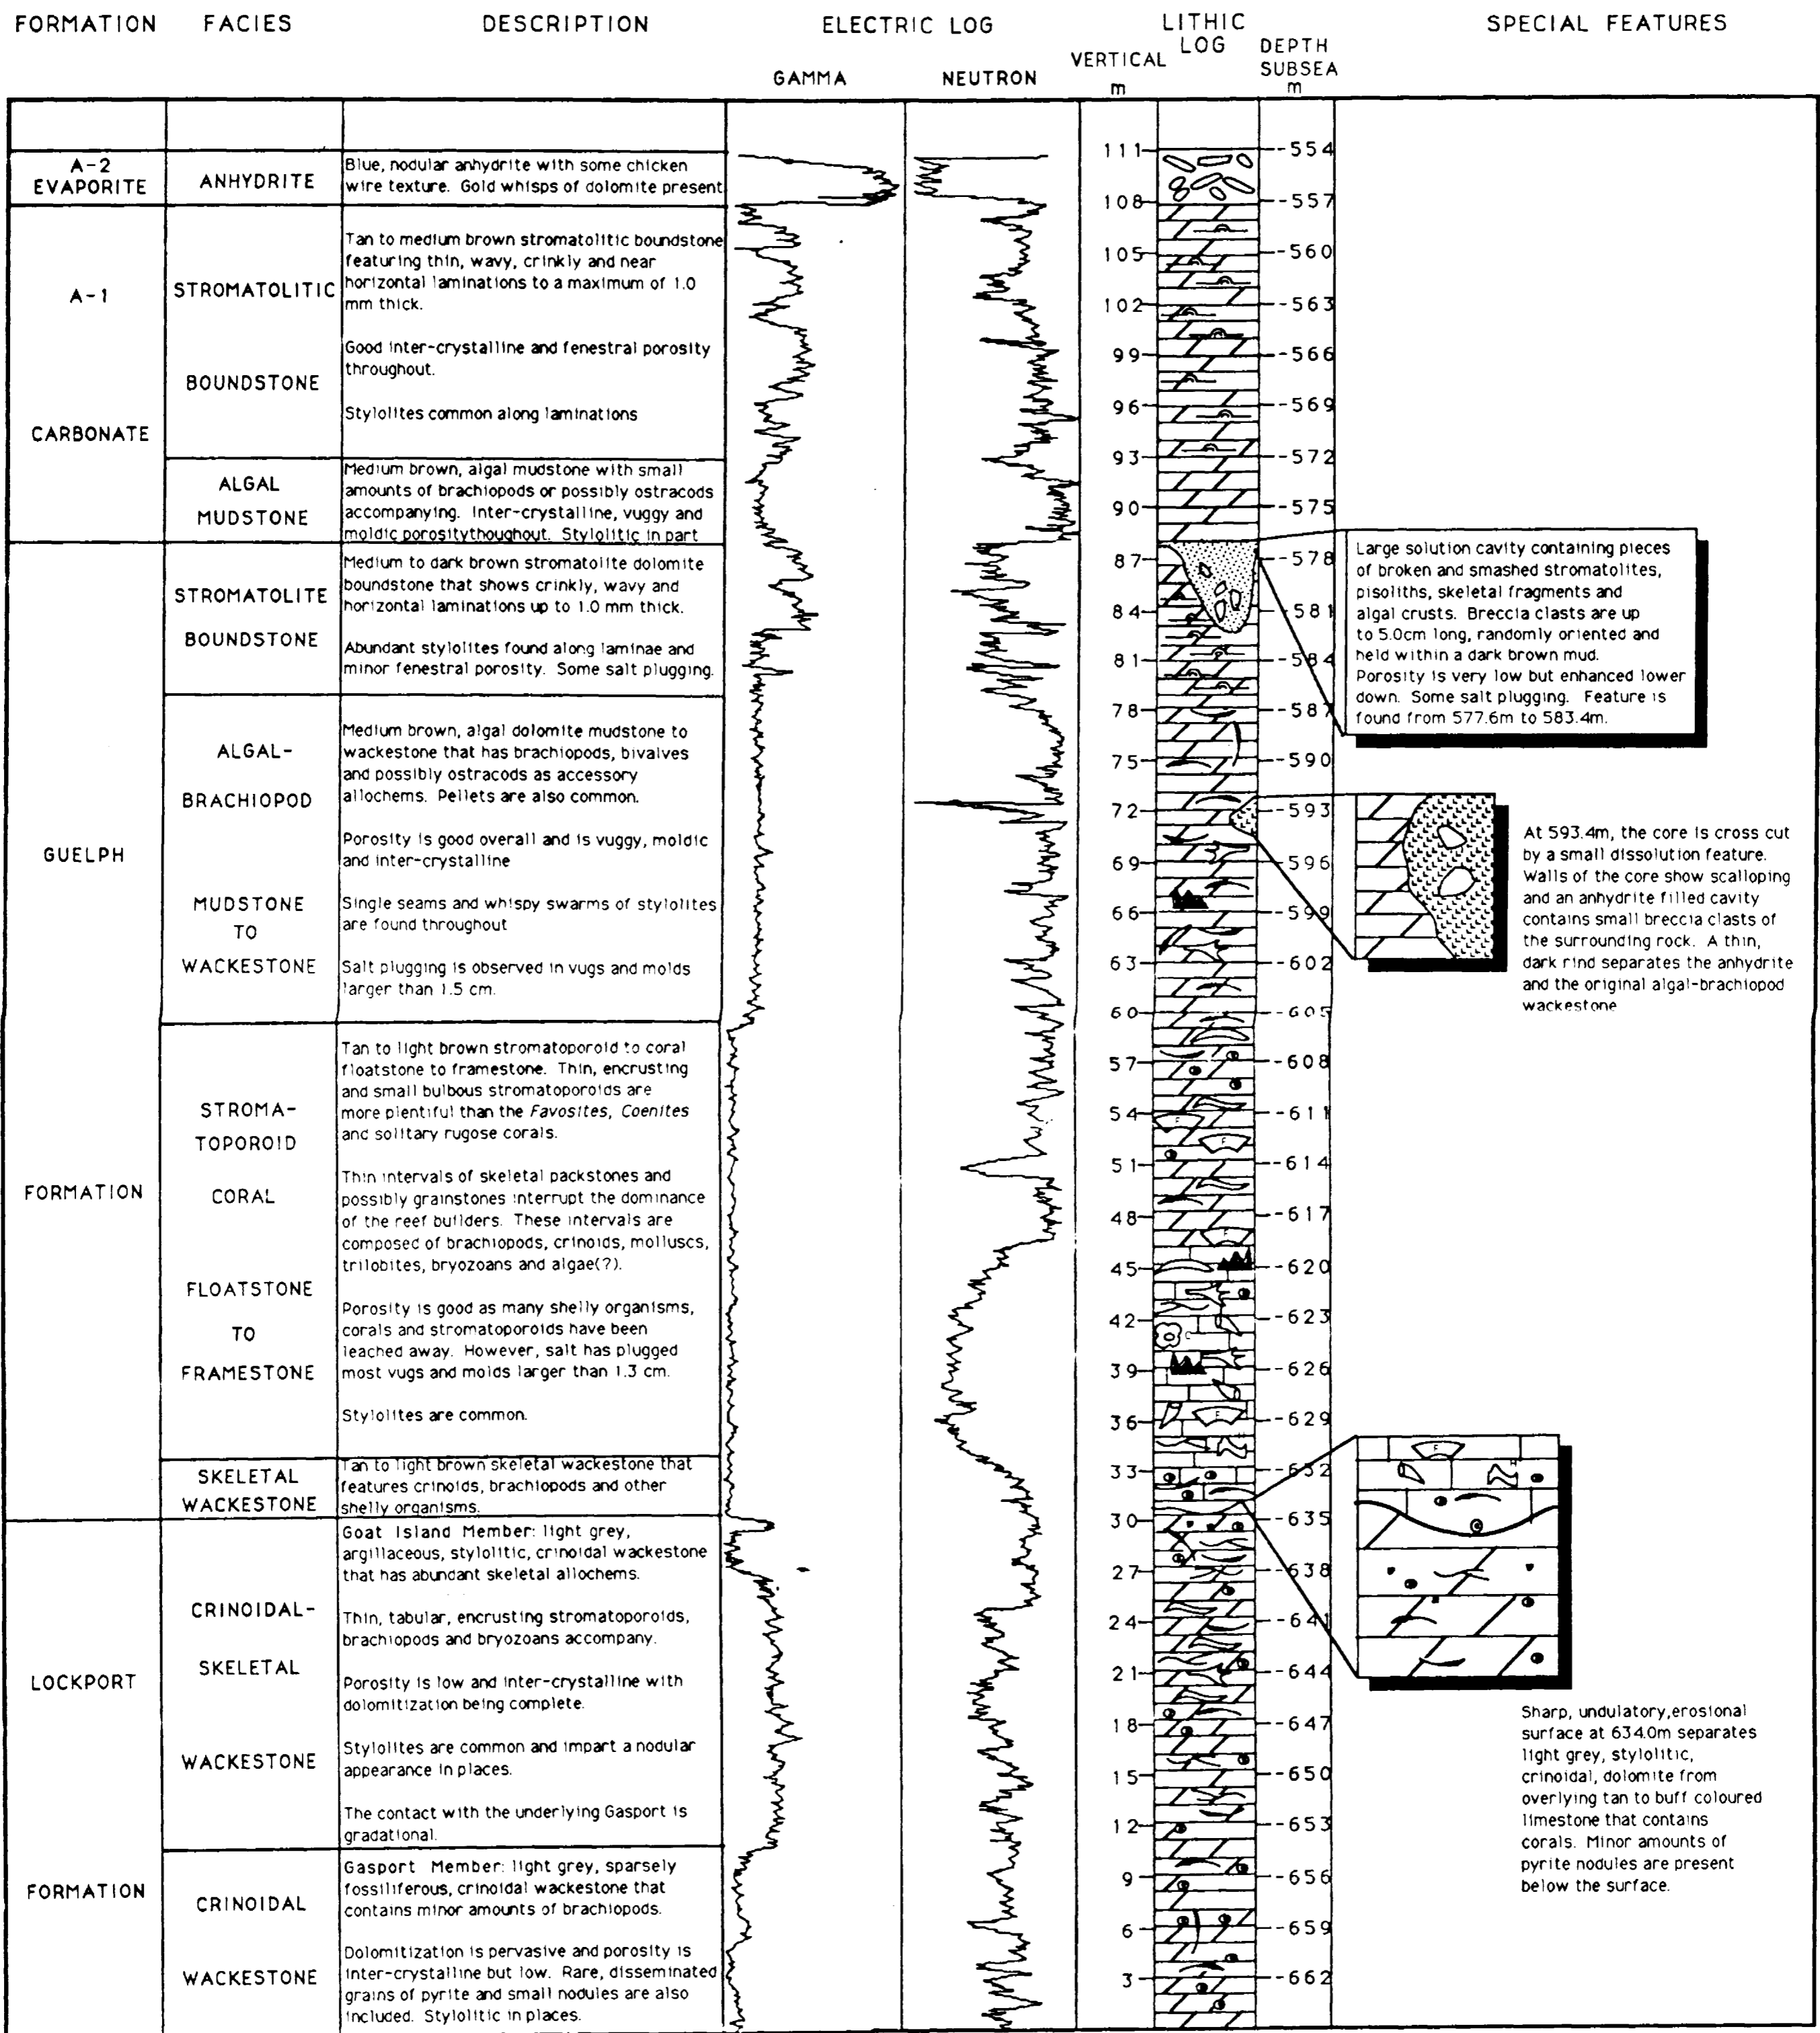 FORMATION FACIES DESCRIPTION ELECTRIC LOG LITHIC LOG SPECIAL FEATURES
GAMMA NEUTRON VERTICAL m DEPTH SUBSEA m
A-2
EVAPORITE
ANHYDRITE
Blue, nodular anhydrite with some chicken
wire texture. Gold whisps of dolomite present
A-1
CARBONATE
STROMATOLITIC
BOUNDSTONE
Tan to medium brown stromatolitic boundstone
featuring thin, wavy, crinkly and near
horizontal laminations to a maximum of 1.0
mm thick.
Good inter-crystalline and fenestral porosity
throughout.
Stylolites common along laminations
ALGAL
MUDSTONE
Medium brown, algal mudstone with small
amounts of brachiopods or possibly ostracods
accompanying. Inter-crystalline, vuggy and
moldic porositythoughout. Stylolitic in part
GUELPH
FORMATION
STROMATOLITE
BOUNDSTONE
Medium to dark brown stromatolite dolomite
boundstone that shows crinkly, wavy and
horizontal laminations up to 1.0 mm thick.
Abundant stylolites found along laminae and
minor fenestral porosity. Some salt plugging.
ALGAL-
BRACHIOPOD
MUDSTONE
TO
WACKESTONE
Medium brown, algal dolomite mudstone to
wackestone that has brachiopods, bivalves
and possibly ostracods as accessory
allochems. Pellets are also common.
Porosity is good overall and is vuggy, moldic
and inter-crystalline
Single seams and whispy swarms of stylolites
are found throughout
Salt plugging is observed in vugs and molds
larger than 1.5 cm.
STROMA-
TOPOROID
CORAL
FLOATSTONE
TO
FRAMESTONE
Tan to light brown stromatoporoid to coral
floatstone to framestone. Thin, encrusting
and small bulbous stromatoporoids are
more plentiful than the Favosites, Coenites
and solitary rugose corals.
Thin intervals of skeletal packstones and
possibly grainstones interrupt the dominance
of the reef builders. These intervals are
composed of brachiopods, crinoids, molluscs,
trilobites, bryozoans and algae(?).
Porosity is good as many shelly organisms,
corals and stromatoporoids have been
leached away. However, salt has plugged
most vugs and molds larger than 1.3 cm.
Stylolites are common.
SKELETAL
WACKESTONE
Tan to light brown skeletal wackestone that
features crinoids, brachiopods and other
shelly organisms.
LOCKPORT
FORMATION
CRINOIDAL-
SKELETAL
WACKESTONE
Goat Island Member: light grey,
argillaceous, stylolitic, crinoidal wackestone
that has abundant skeletal allochems.
Thin, tabular, encrusting stromatoporoids,
brachiopods and bryozoans accompany.
Porosity is low and inter-crystalline with
dolomitization being complete.
Stylolites are common and impart a nodular
appearance in places.
The contact with the underlying Gasport is
gradational.
CRINOIDAL
WACKESTONE
Gasport Member: light grey, sparsely
fossiliferous, crinoidal wackestone that
contains minor amounts of brachiopods.
Dolomitization is pervasive and porosity is
inter-crystalline but low. Rare, disseminated
grains of pyrite and small nodules are also
included. Stylolitic in places.
111 -554
108 -557
105 -560
102 -563
99 -566
96 -569
93 -572
90 -575
87 -578
84 -581
81 -584
78 -587
75 -590
72 -593
69 -596
66 -599
63 -602
60 -605
57 -608
54 -611
51 -614
48 -617
45 -620
42 -623
39 -626
36 -629
33 -632
30 -635
27 -638
24 -641
21 -644
18 -647
15 -650
12 -653
9 -656
6 -659
3 -662
Large solution cavity containing pieces
of broken and smashed stromatolites,
pisoliths, skeletal fragments and
algal crusts. Breccia clasts are up
to 5.0cm long, randomly oriented and
held within a dark brown mud.
Porosity is very low but enhanced lower
down. Some salt plugging. Feature is
found from 577.6m to 583.4m.
At 593.4m, the core is cross cut
by a small dissolution feature.
Walls of the core show scalloping
and an anhydrite filled cavity
contains small breccia clasts of
the surrounding rock. A thin,
dark rind separates the anhydrite
and the original algal-brachiopod
wackestone
Sharp, undulatory,erosional
surface at 634.0m separates
light grey, stylolitic,
crinoidal, dolomite from
overlying tan to buff coloured
limestone that contains
corals. Minor amounts of
pyrite nodules are present
below the surface.